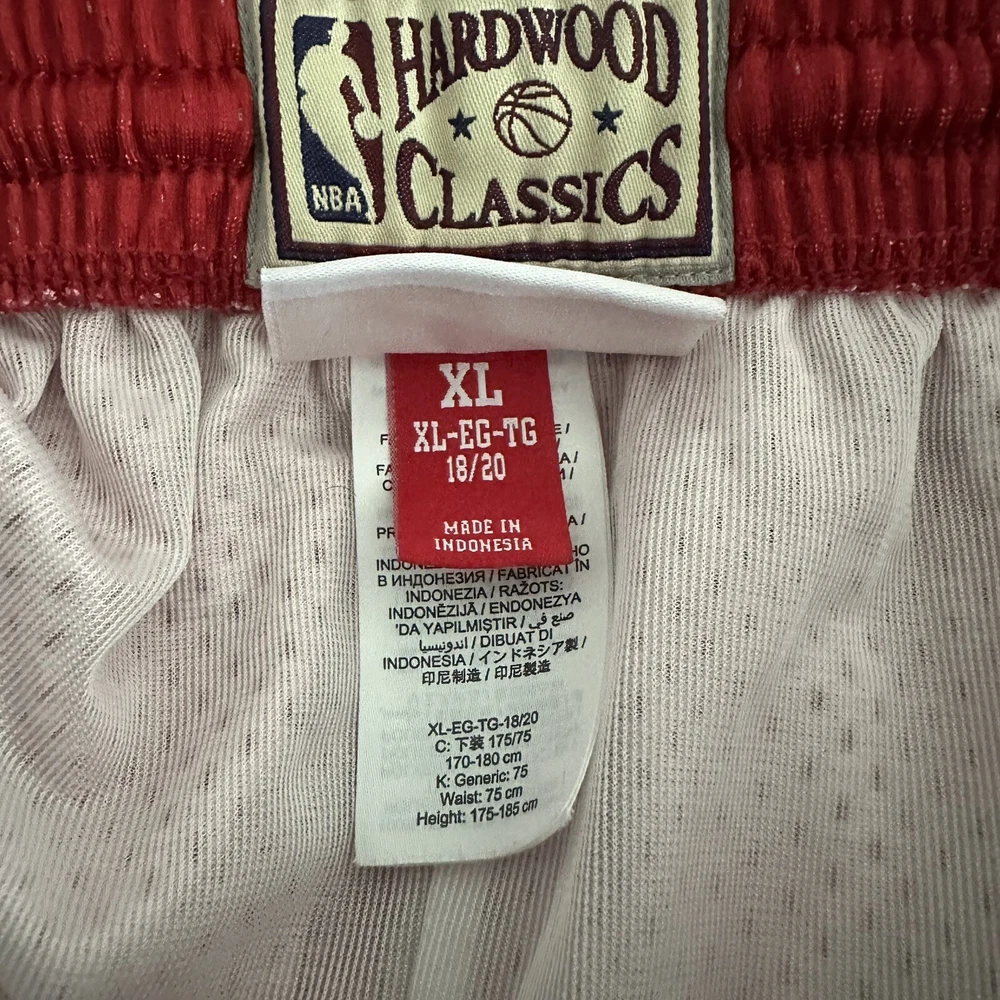 HARDWOOD
CLASSICS
NBA
XL
XL-EG-TG
18/20
MADE IN
INDONESIA
В ИНДОНЕЗИЯ / FABRICAT ÎN
INDONEZIA / RAŽOTS:
INDONĒZIJĀ / ENDONEZYA
'DA YAPILMIŞTIR / صنع في
اندونيسيا / DIBUAT DI
INDONESIA / インドネシア製 /
印尼制造 / 印尼製造
XL-EG-TG-18/20
C: 下装 175/75
170-180 cm
K: Generic: 75
Waist: 75 cm
Height: 175-185 cm